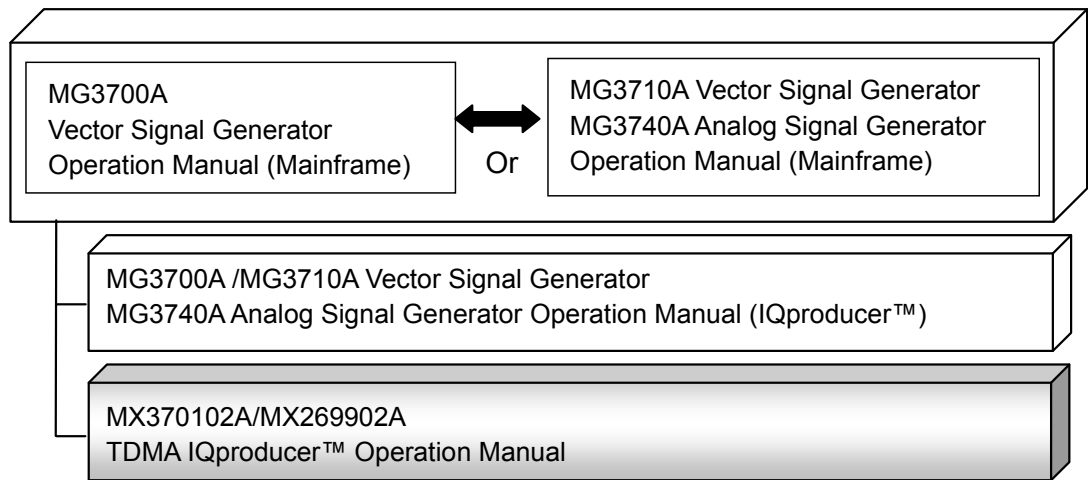 MG3700A
Vector Signal Generator
Operation Manual (Mainframe)
Or
MG3710A Vector Signal Generator
MG3740A Analog Signal Generator
Operation Manual (Mainframe)
MG3700A /MG3710A Vector Signal Generator
MG3740A Analog Signal Generator Operation Manual (IQproducer™)
MX370102A/MX269902A
TDMA IQproducer™ Operation Manual